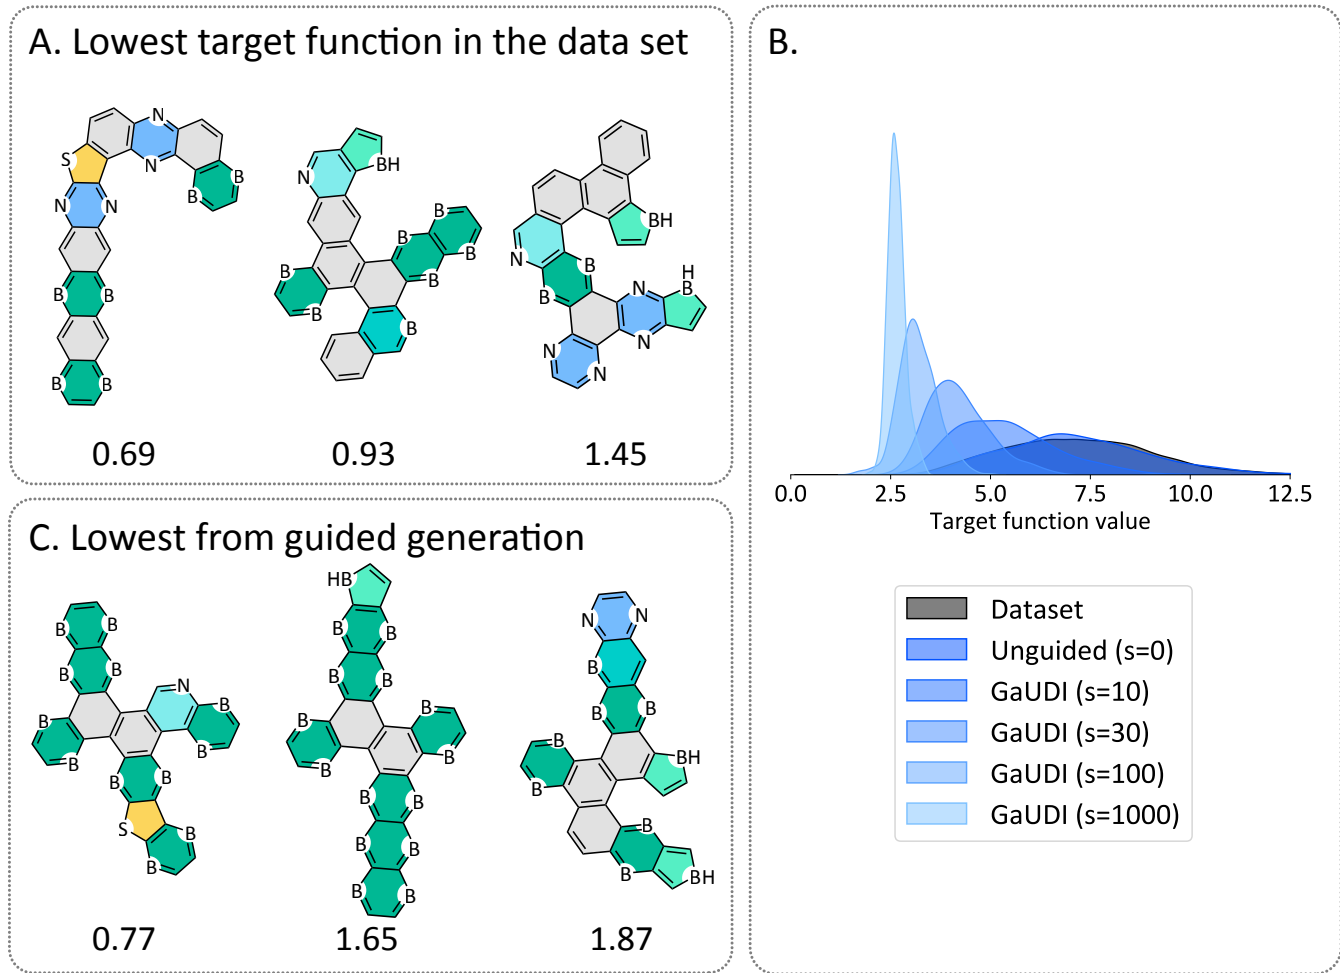 A. Lowest target function in the data set
N
S
N
B
B
N N
B B
B B
0.69
BH
N
B
B
B
B
B
B
B
0.93
BH
N
B
H
B
B
N
N
N
N
1.45
B.
0.0 2.5 5.0 7.5 10.0 12.5
Target function value
Dataset
Unguided (s=0)
GaUDI (s=10)
GaUDI (s=30)
GaUDI (s=100)
GaUDI (s=1000)
C. Lowest from guided generation
B B
B B
N
B
B
B
B
B B
S
B
B
0.77
HB
B B
B B
B
B
B
B
B B
B B
B B
1.65
N N
B
B B
B
BH
B
B
B
BH
1.87